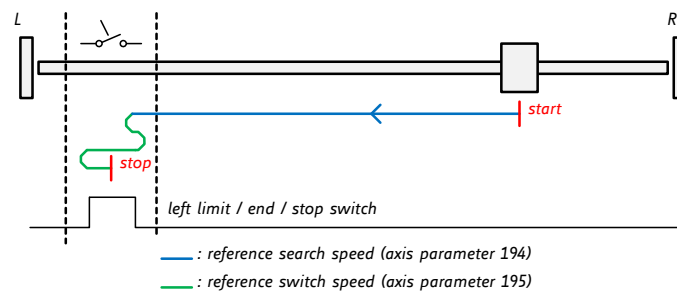 L
R
start
stop
left limit / end / stop switch
: reference search speed (axis parameter 194)
: reference switch speed (axis parameter 195)